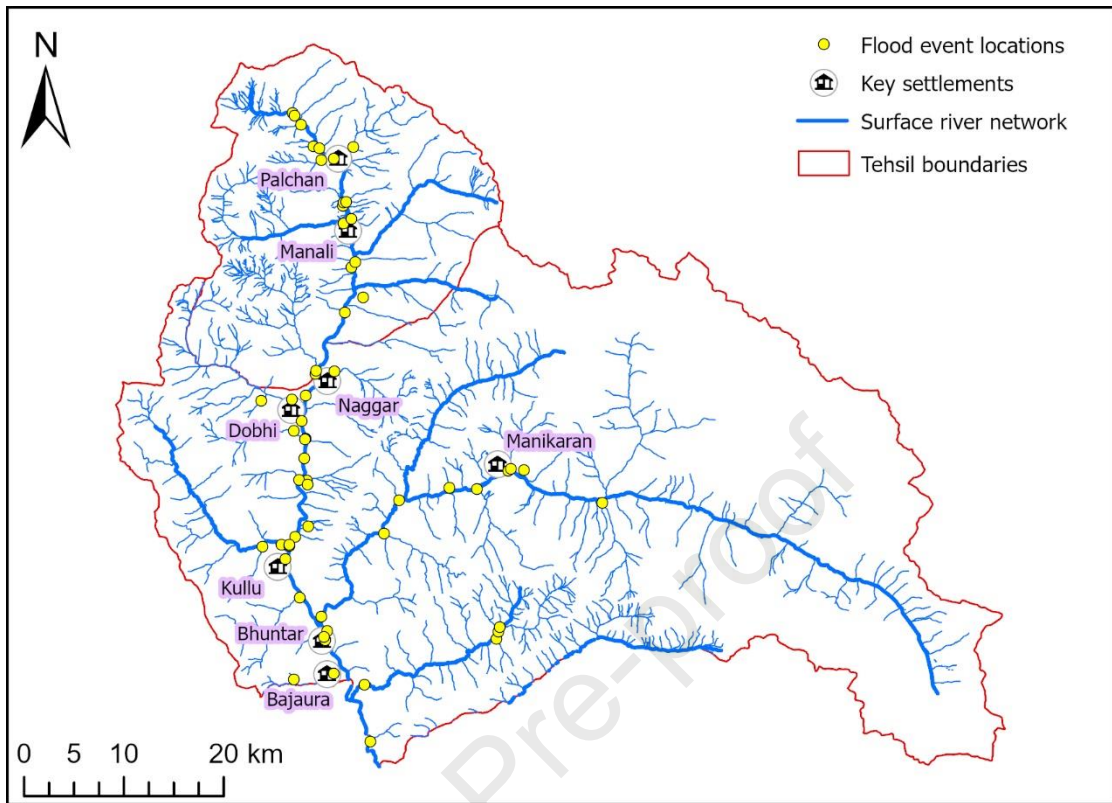 N
Flood event locations
Key settlements
Surface river network
Tehsil boundaries
Palchan
Manali
Naggar
Dobhi
Manikaran
Kullu
Bhuntar
Bajaura
0 5 10 20 km
Pre-proof